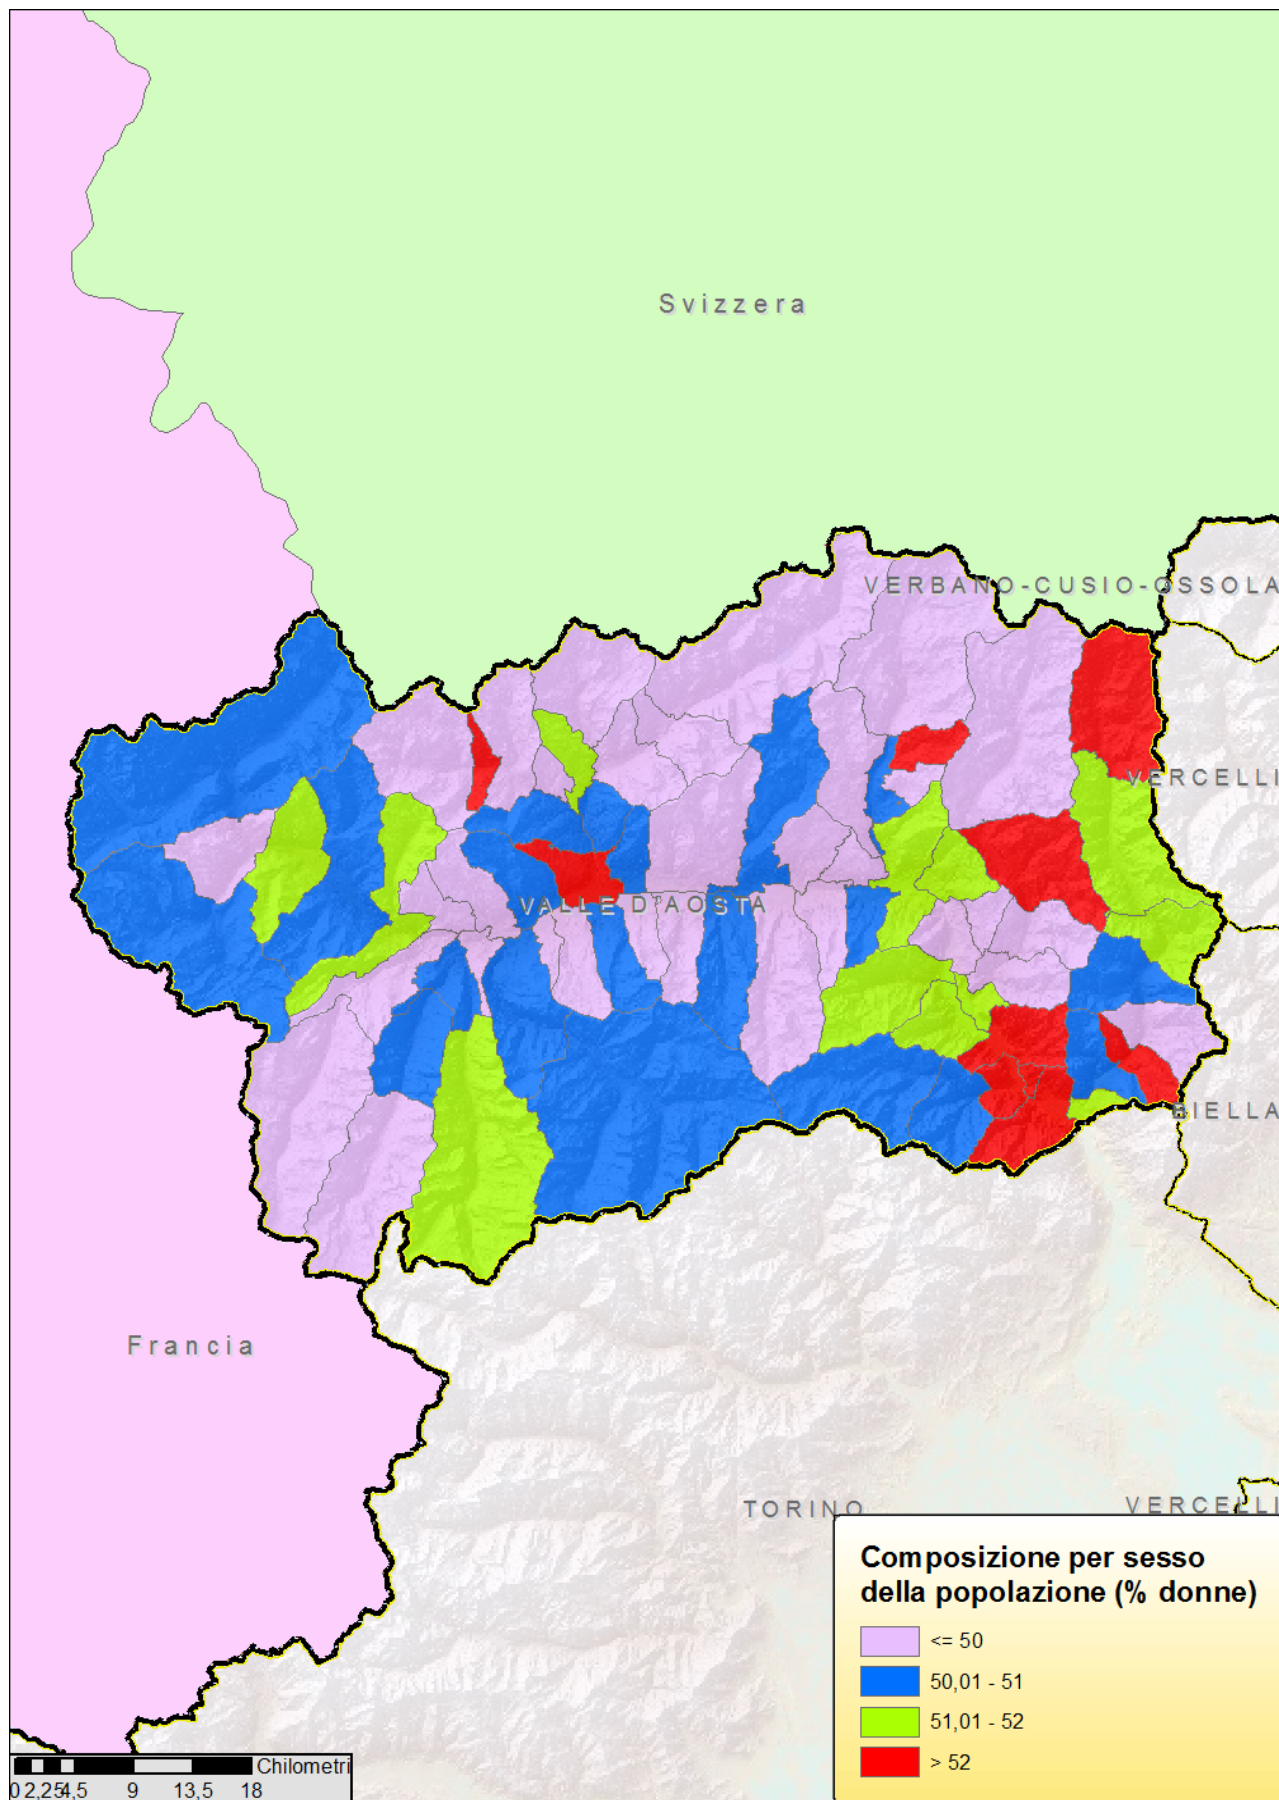 Svizzera
VERBANO-CUSIO-OSSOLA
VERCELLI
VALLE D'AOSTA
BIELLA
Francia
TORINO
VERCELLI
Composizione per sesso
della popolazione (% donne)
<= 50
50,01 - 51
51,01 - 52
> 52
Chilometri
0 2,25 4,5 9 13,5 18